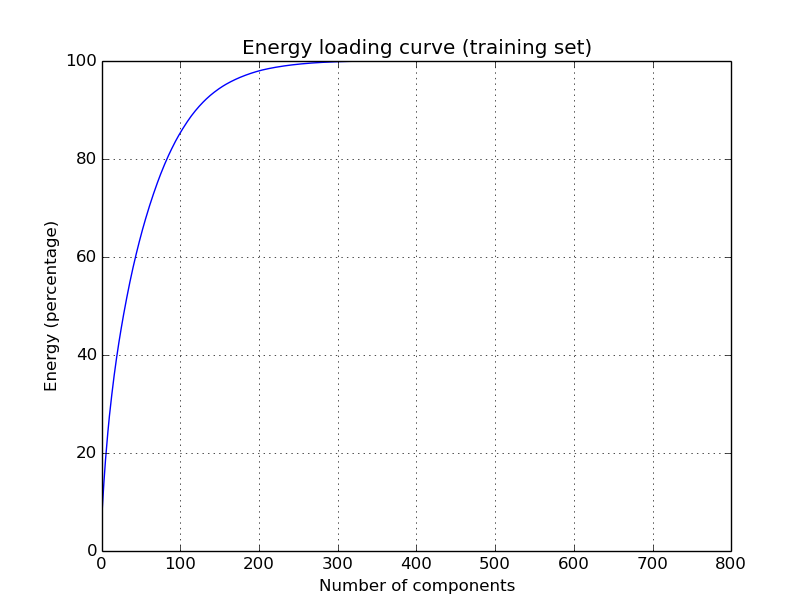 Energy loading curve (training set)
100
80
60
40
20
0
Energy (percentage)
0 100 200 300 400 500 600 700 800
Number of components